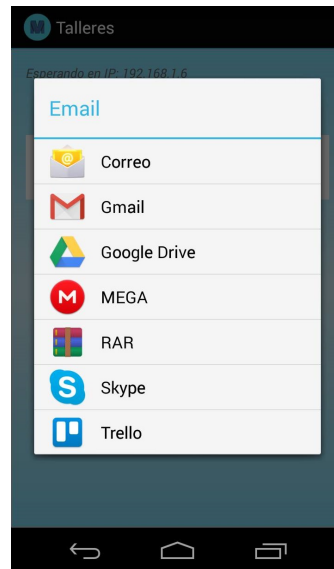 Talleres
Esperando en IP: 192.168.1.6
Email
Correo
Gmail
Google Drive
MEGA
RAR
Skype
Trello